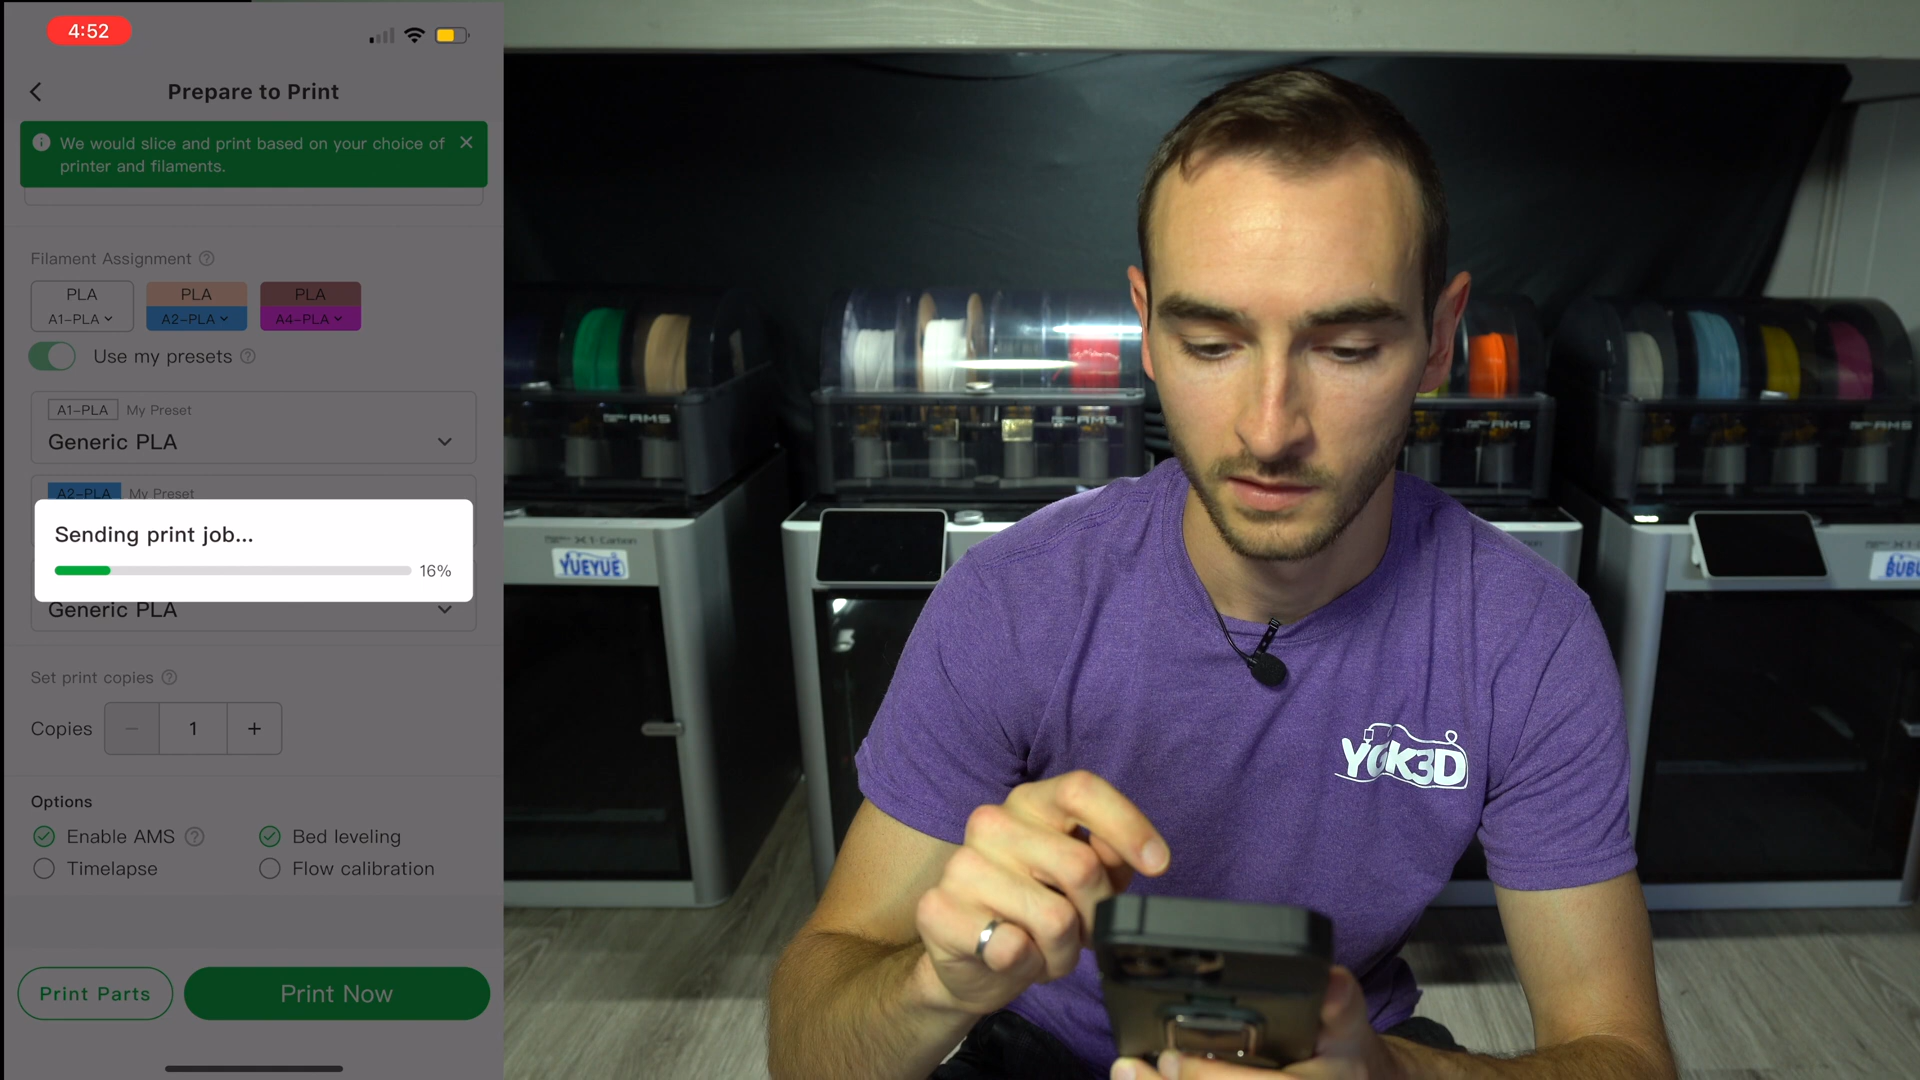 4:52
Prepare to Print
We would slice and print based on your choice of
printer and filaments.
Filament Assignment
PLA
A1-PLA
PLA
A2-PLA
PLA
A4-PLA
Use my presets
A1-PLA My Preset
Generic PLA
A2-PLA My Preset
Sending print job...
16%
Generic PLA
Set print copies
Copies
1
Options
Enable AMS
Bed leveling
Timelapse
Flow calibration
Print Parts
Print Now
AMS
AMS
AMS
AMS
X1-Carbon
YUEYUE
BUBU
YGK3D